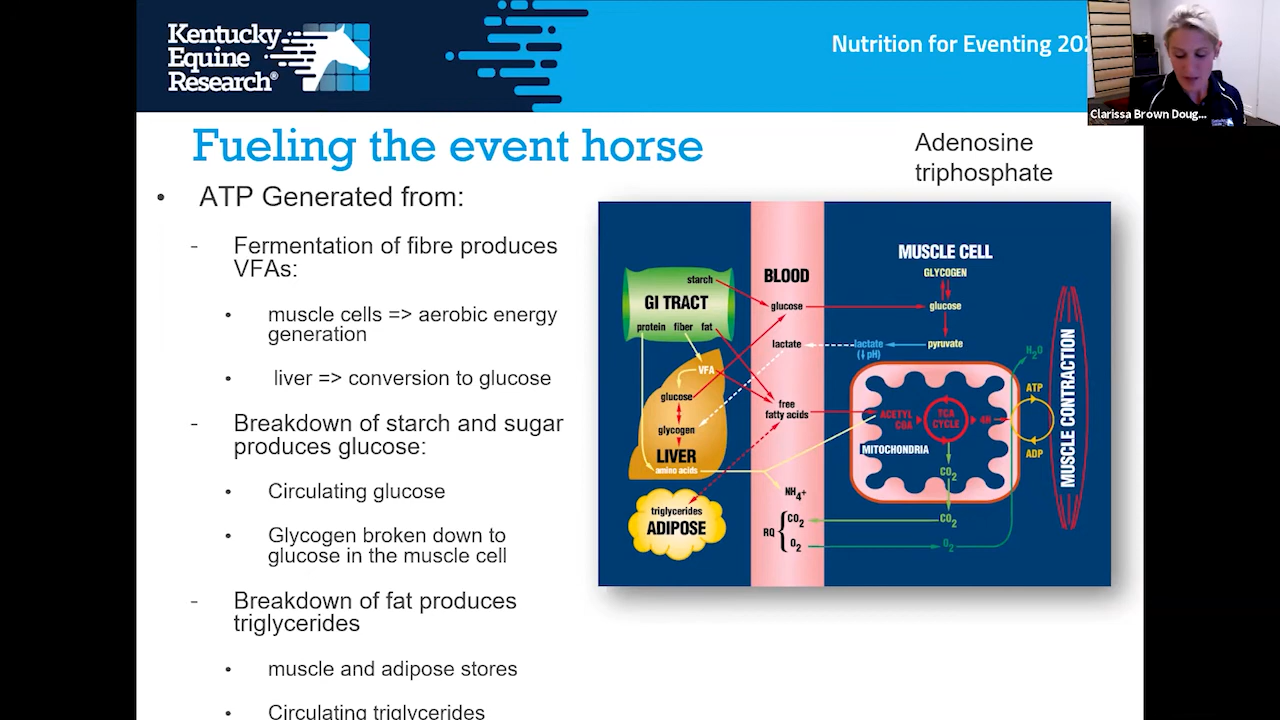 Kentucky
Equine
Research®
Nutrition for Eventing 202
Clarissa Brown Doug...
Fueling the event horse
Adenosine
triphosphate
• ATP Generated from:
- Fermentation of fibre produces
VFAs:
• muscle cells => aerobic energy
generation
• liver => conversion to glucose
- Breakdown of starch and sugar
produces glucose:
• Circulating glucose
• Glycogen broken down to
glucose in the muscle cell
- Breakdown of fat produces
triglycerides
• muscle and adipose stores
• Circulating triglycerides
GI TRACT
starch
protein fiber fat
VFA
glucose
glycogen
LIVER
amino acids
triglycerides
ADIPOSE
BLOOD
glucose
lactate
free
fatty acids
NH₄⁺
RQ
CO₂
O₂
MUSCLE CELL
GLYCOGEN
glucose
pyruvate
lactate
(↓pH)
ACETYL
COA
TCA
CYCLE
4H
MITOCHONDRIA
CO₂
CO₂
O₂
H₂O
ATP
ADP
MUSCLE CONTRACTION